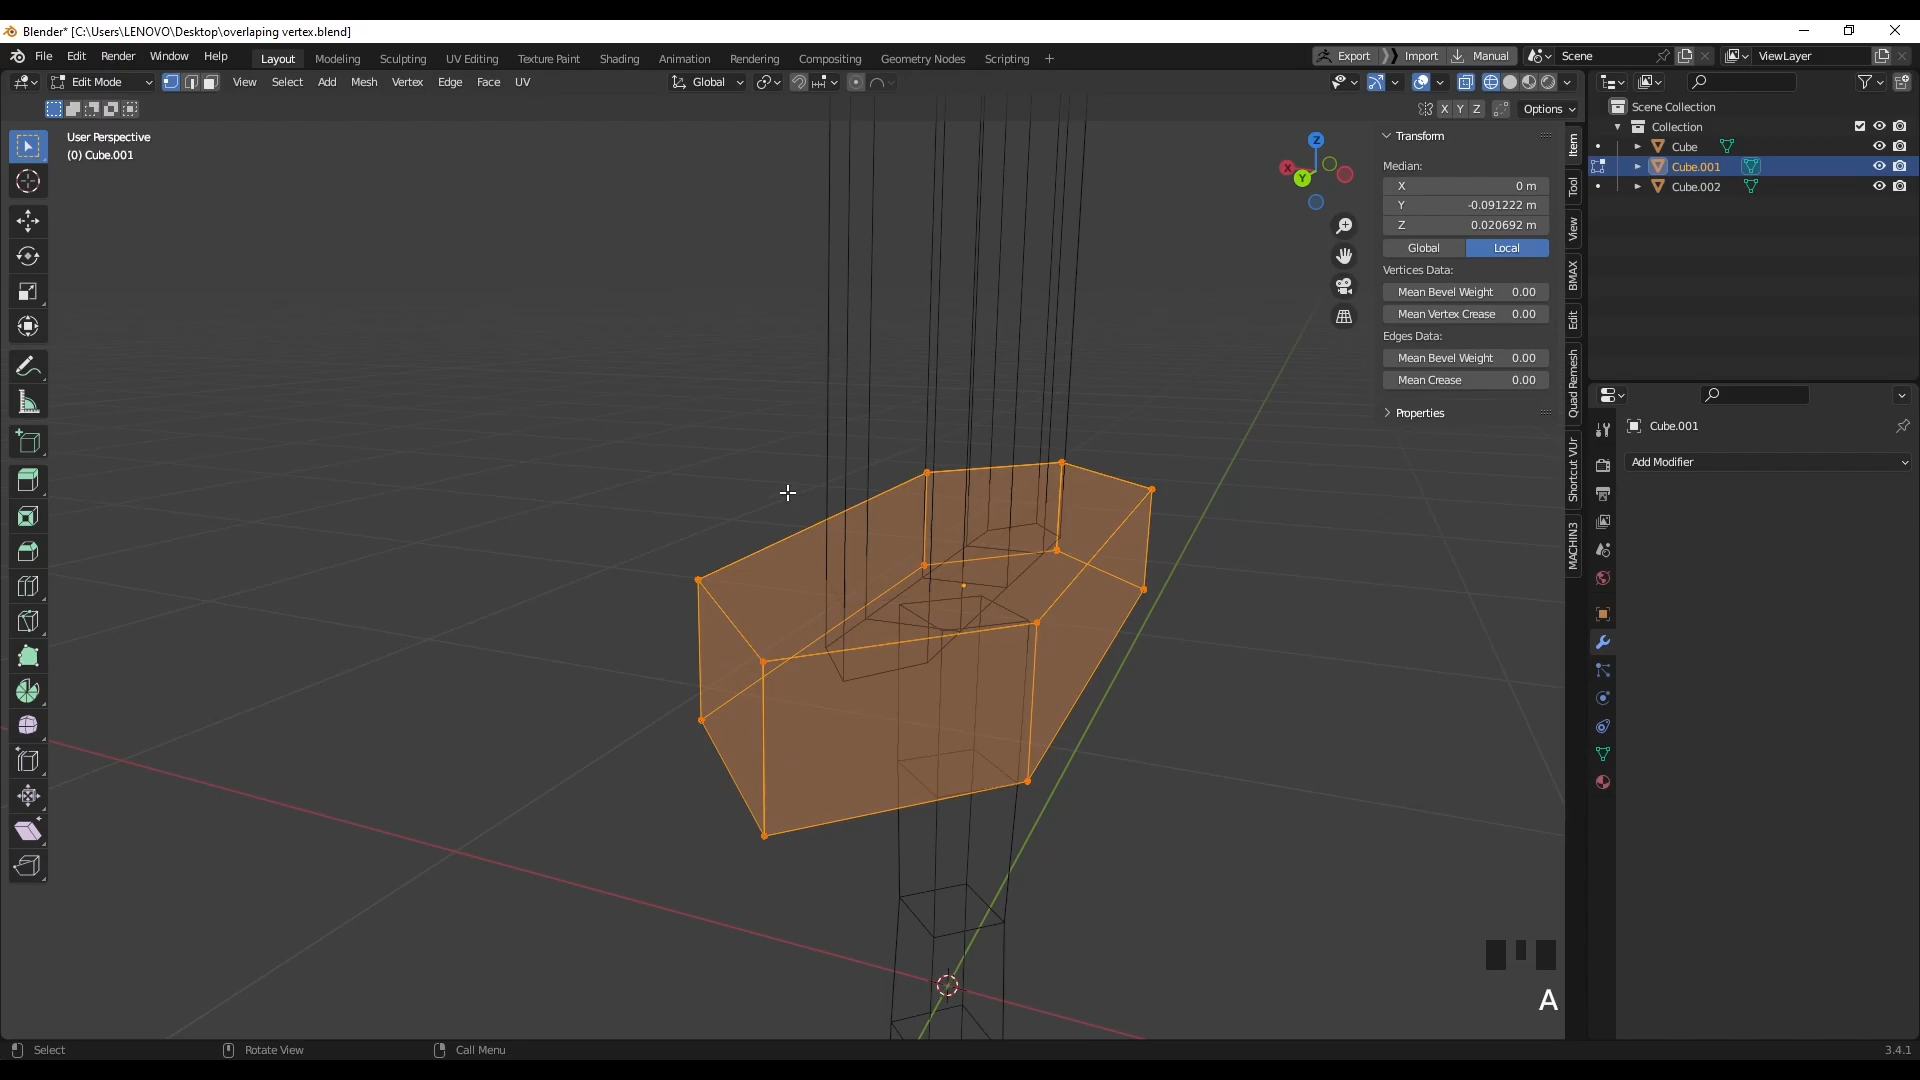 Blender* [C:\Users\LENOVO\Desktop\overlaping vertex.blend]
File Edit Render Window Help Layout Modeling Sculpting UV Editing Texture Paint Shading Animation Rendering Compositing Geometry Nodes Scripting + Export Import Manual Scene ViewLayer
Edit Mode View Select Add Mesh Vertex Edge Face UV Global
X Y Z Options
User Perspective
(0) Cube.001
Z
X
Y
Transform
Median:
X 0 m
Y -0.091222 m
Z 0.020692 m
Global Local
Vertices Data:
Mean Bevel Weight 0.00
Mean Vertex Crease 0.00
Edges Data:
Mean Bevel Weight 0.00
Mean Crease 0.00
Properties
Item
Tool
View
BMAX
Edit
Quad Remesh
Shortcut VUr
MACHIN3
Scene Collection
Collection
Cube
Cube.001
Cube.002
Cube.001
Add Modifier
A
Select Rotate View Call Menu 3.4.1